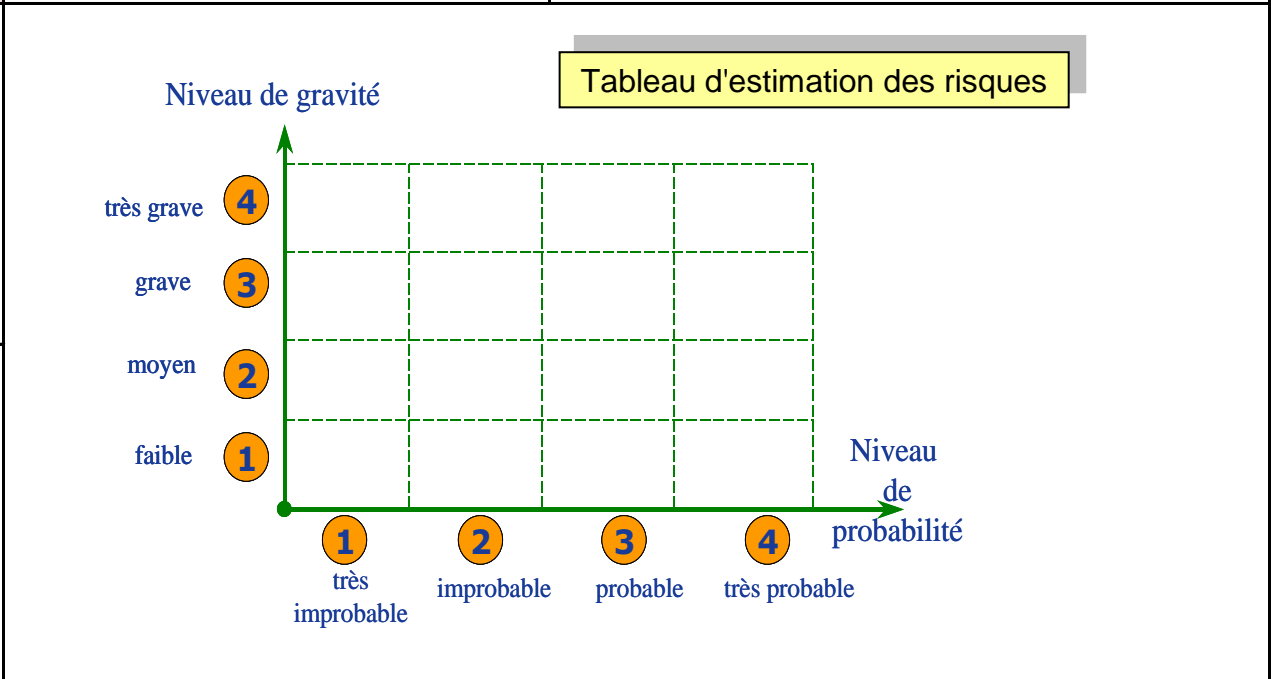 Tableau d'estimation des risques
Niveau de gravité
très grave 4
grave 3
moyen 2
faible 1
Niveau
de
probabilité
1 2 3 4
très
improbable
improbable
probable
très probable